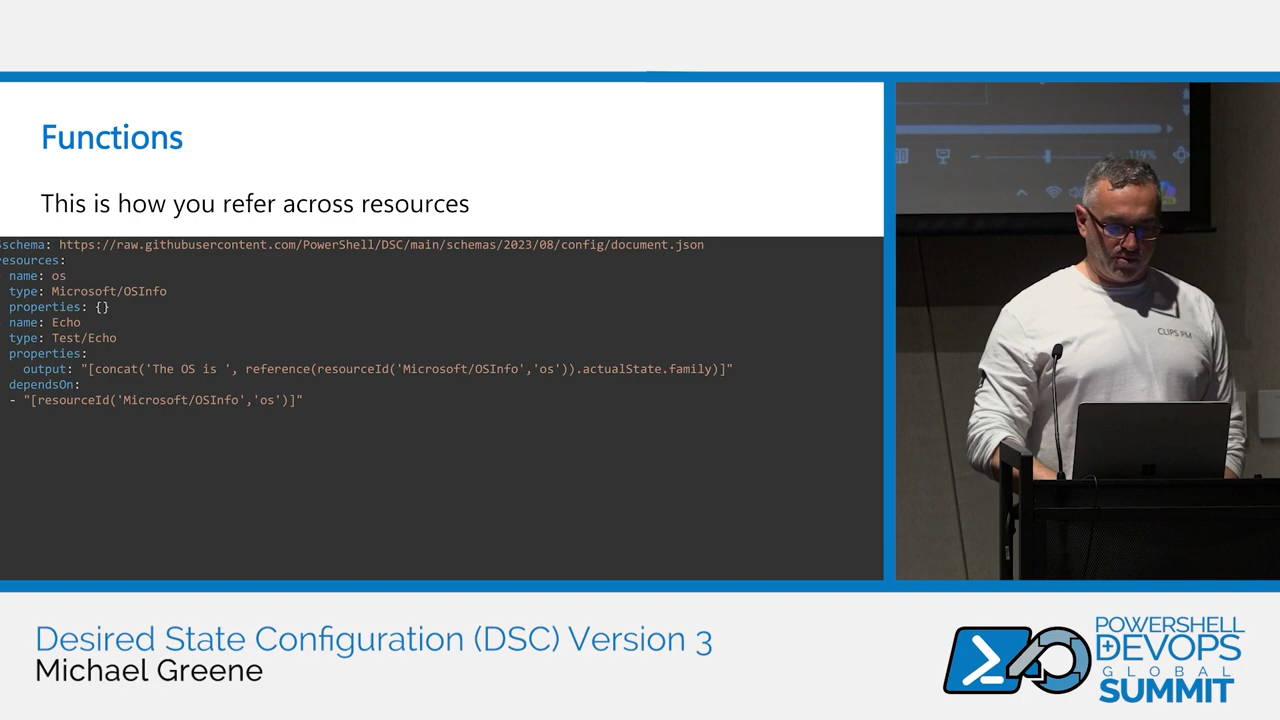 Functions
This is how you refer across resources
$schema: https://raw.githubusercontent.com/PowerShell/DSC/main/schemas/2023/08/config/document.json
resources:
name: os
type: Microsoft/OSInfo
properties: {}
name: Echo
type: Test/Echo
properties:
output: "[concat('The OS is ', reference(resourceId('Microsoft/OSInfo','os')).actualState.family)]"
dependsOn:
- "[resourceId('Microsoft/OSInfo','os')]"
119%
CLIPS PM
Desired State Configuration (DSC) Version 3
Michael Greene
POWERSHELL
DEVOPS
GLOBAL
SUMMIT